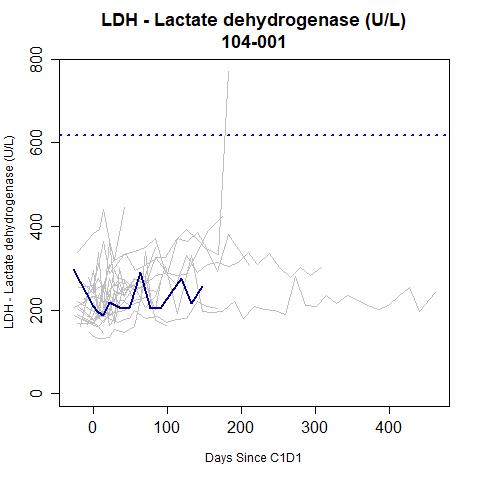 LDH - Lactate dehydrogenase (U/L)
104-001
LDH - Lactate dehydrogenase (U/L)
800
600
400
200
0
0 100 200 300 400
Days Since C1D1